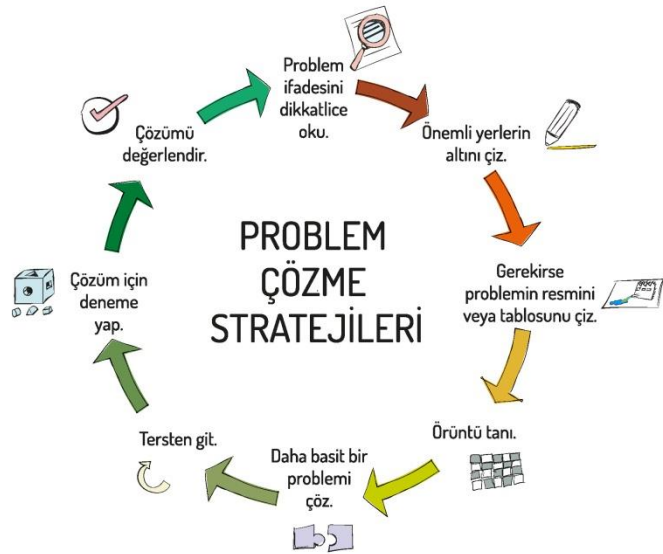 Problem
ifadesini
dikkatlice
oku.
Önemli yerlerin
altını çiz.
Gerekirse
problemin resmini
veya tablosunu çiz.
Örüntü tanı.
Daha basit bir
problemi
çöz.
Tersten git.
Çözüm için
deneme
yap.
Çözümü
değerlendir.
PROBLEM
ÇÖZME
STRATEJİLERİ